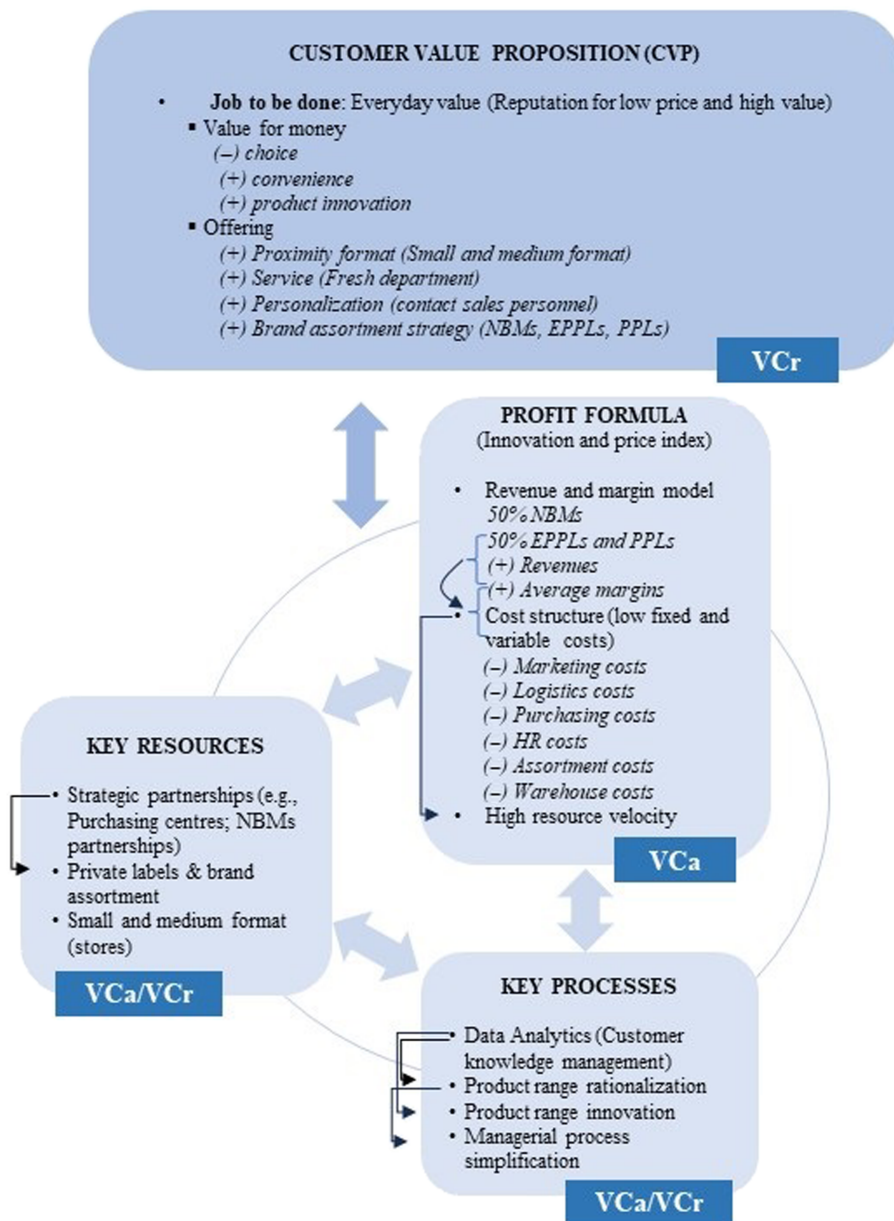 CUSTOMER VALUE PROPOSITION (CVP)
• Job to be done: Everyday value (Reputation for low price and high value)
▪ Value for money
(–) choice
(+) convenience
(+) product innovation
▪ Offering
(+) Proximity format (Small and medium format)
(+) Service (Fresh department)
(+) Personalization (contact sales personnel)
(+) Brand assortment strategy (NBMs, EPPLs, PPLs)
VCr
PROFIT FORMULA
(Innovation and price index)
• Revenue and margin model
50% NBMs
50% EPPLs and PPLs
(+) Revenues
(+) Average margins
• Cost structure (low fixed and
variable costs)
(–) Marketing costs
(–) Logistics costs
(–) Purchasing costs
(–) HR costs
(–) Assortment costs
(–) Warehouse costs
• High resource velocity
VCa
KEY RESOURCES
• Strategic partnerships (e.g.,
Purchasing centres; NBMs
partnerships)
• Private labels & brand
assortment
• Small and medium format
(stores)
VCa/VCr
KEY PROCESSES
• Data Analytics (Customer
knowledge management)
• Product range rationalization
• Product range innovation
• Managerial process
simplification
VCa/VCr